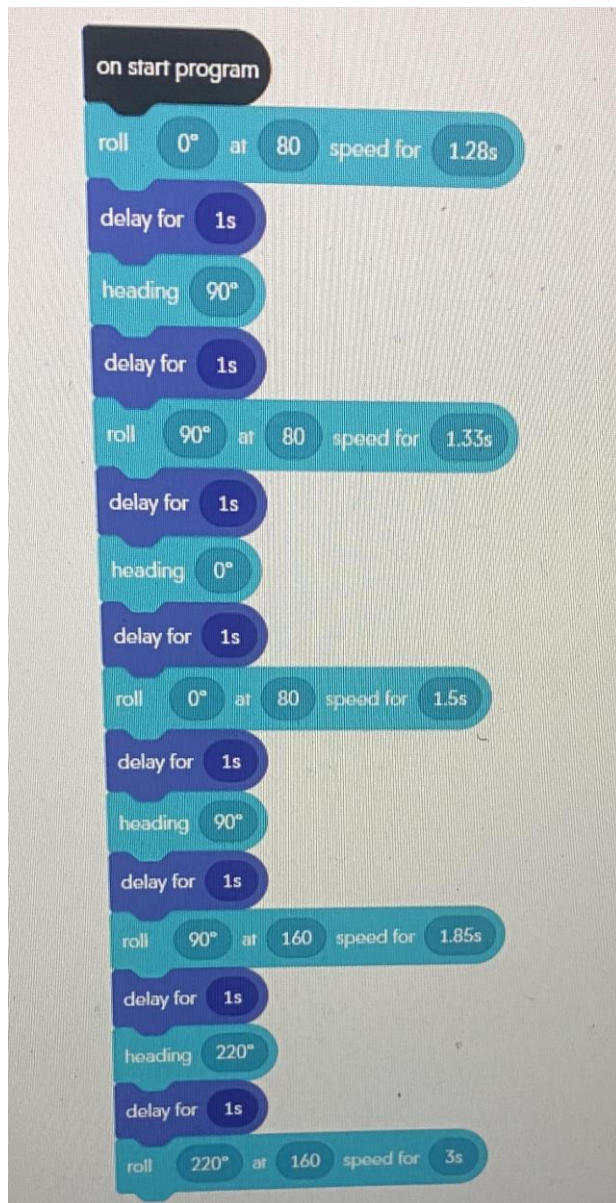 on start program
roll 0° at 80 speed for 1.28s
delay for 1s
heading 90°
delay for 1s
roll 90° at 80 speed for 1.33s
delay for 1s
heading 0°
delay for 1s
roll 0° at 80 speed for 1.5s
delay for 1s
heading 90°
delay for 1s
roll 90° at 160 speed for 1.85s
delay for 1s
heading 220°
delay for 1s
roll 220° at 160 speed for 3s